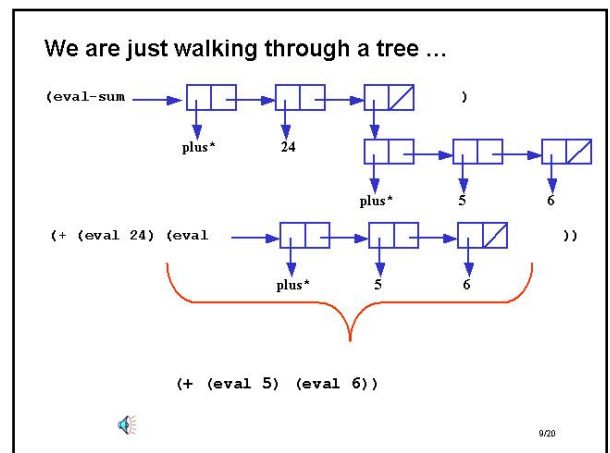 We are just walking through a tree ...
(eval-sum )
plus* 24
plus* 5 6
(+ (eval 24) (eval ))
plus* 5 6
(+ (eval 5) (eval 6))
9/20